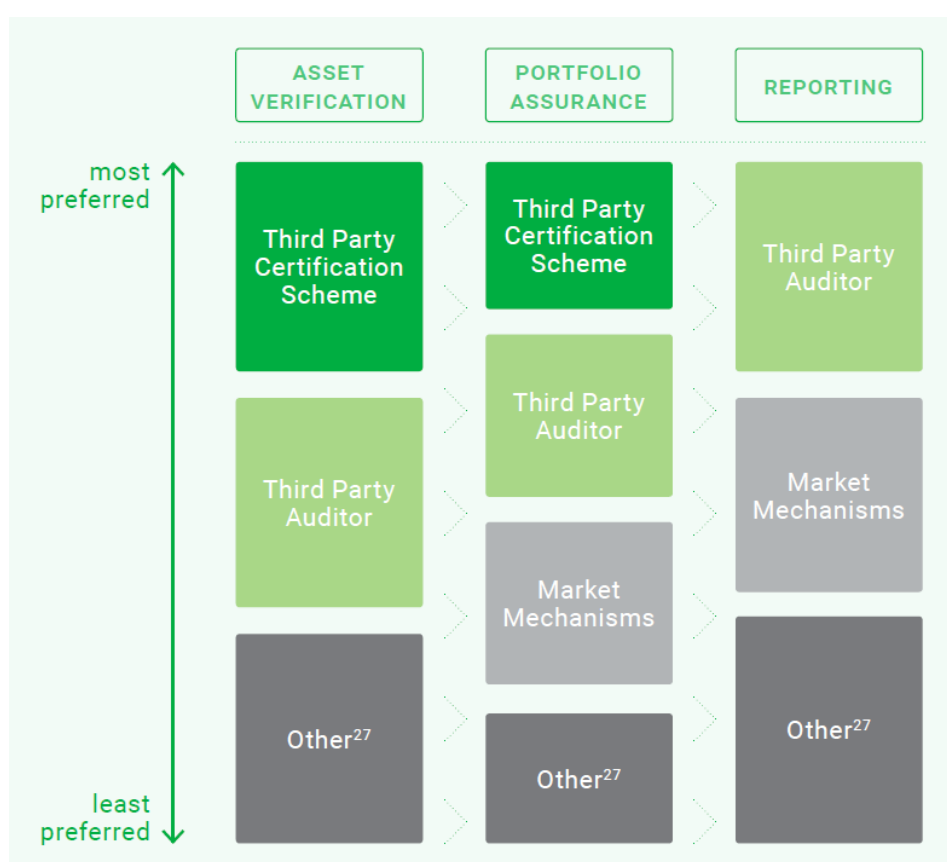 ASSET
VERIFICATION
PORTFOLIO
ASSURANCE
REPORTING
most
preferred
Third Party
Certification
Scheme
Third Party
Auditor
Other27
Third Party
Certification
Scheme
Third Party
Auditor
Market
Mechanisms
Other27
Third Party
Auditor
Market
Mechanisms
Other27
least
preferred